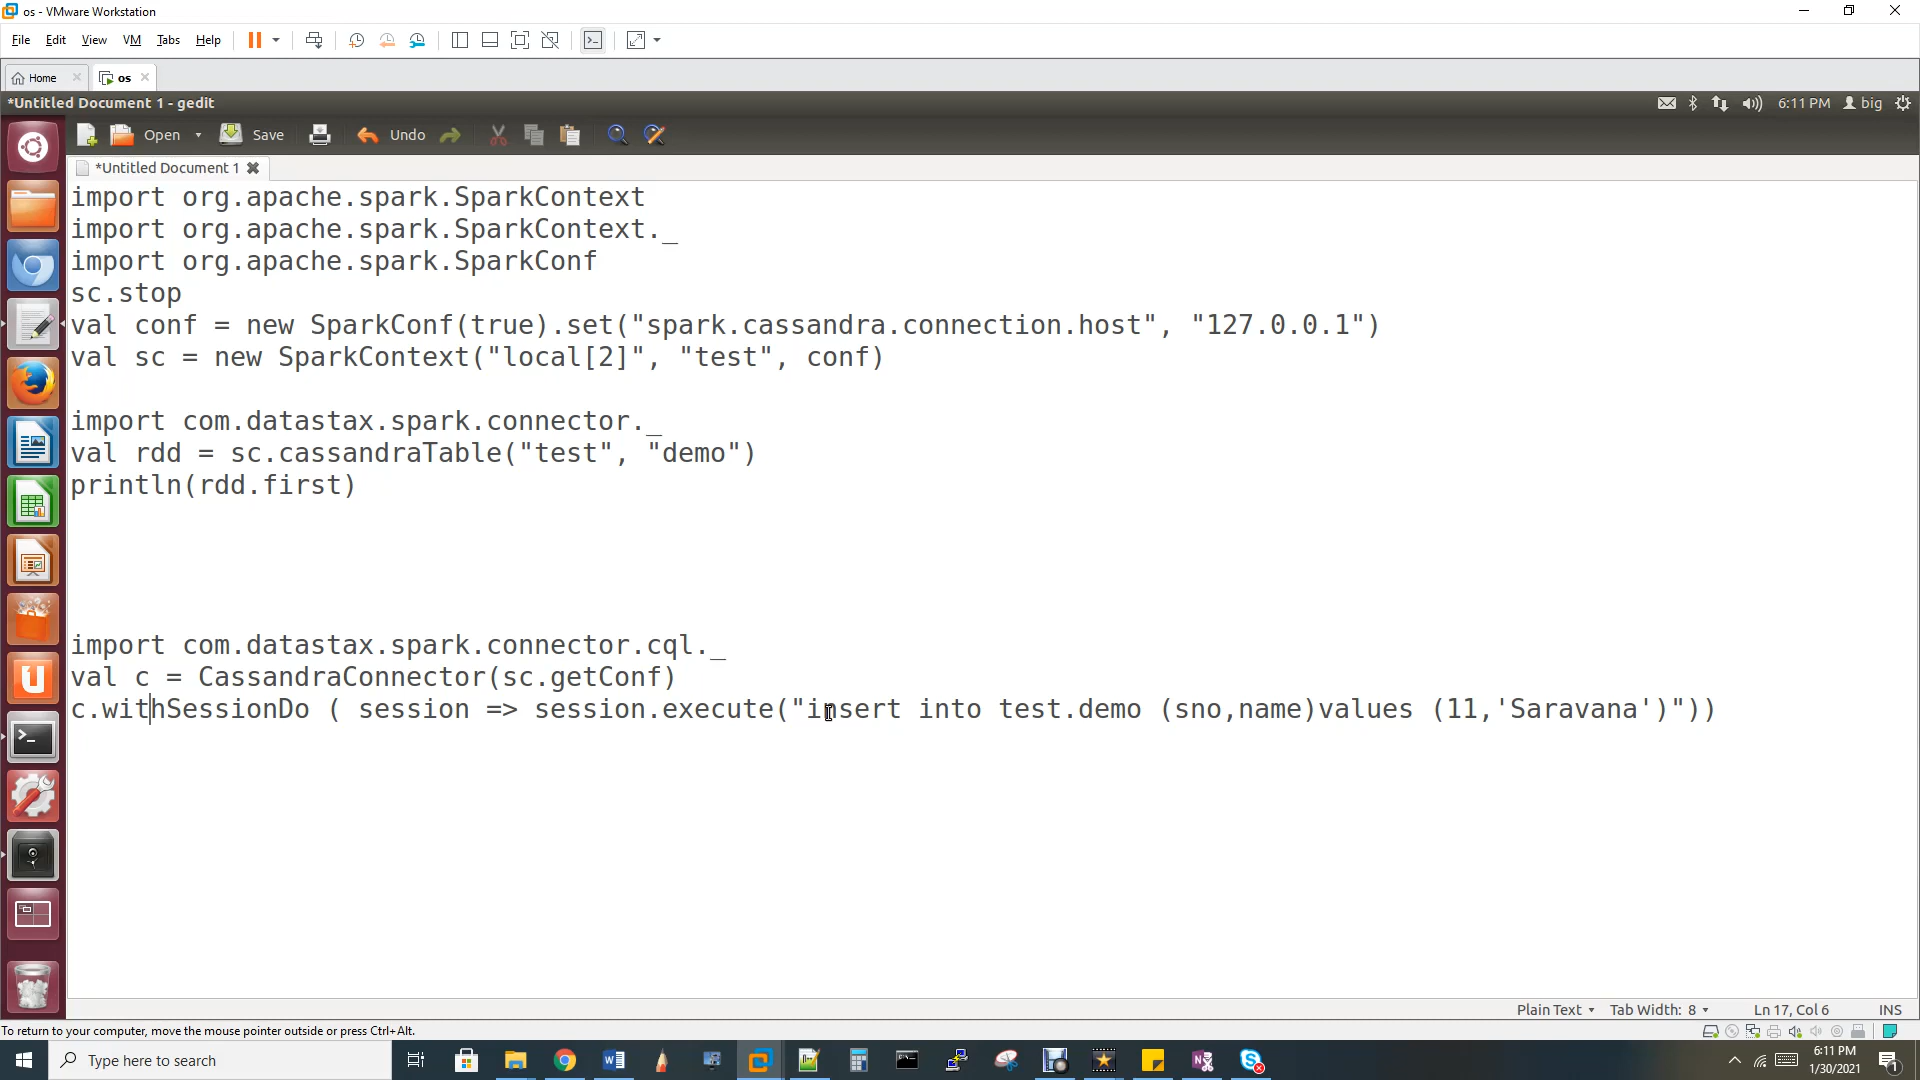 os - VMware Workstation
File Edit View VM Tabs Help
Home os
*Untitled Document 1 - gedit 6:11 PM big
Open Save Undo
*Untitled Document 1
import org.apache.spark.SparkContext
import org.apache.spark.SparkContext._
import org.apache.spark.SparkConf
sc.stop
val conf = new SparkConf(true).set("spark.cassandra.connection.host", "127.0.0.1")
val sc = new SparkContext("local[2]", "test", conf)
import com.datastax.spark.connector._
val rdd = sc.cassandraTable("test", "demo")
println(rdd.first)
import com.datastax.spark.connector.cql._
val c = CassandraConnector(sc.getConf)
c.withSessionDo ( session => session.execute("insert into test.demo (sno,name)values (11,'Saravana')"))
Plain Text Tab Width: 8 Ln 17, Col 6 INS
To return to your computer, move the mouse pointer outside or press Ctrl+Alt.
Type here to search
6:11 PM
1/30/2021